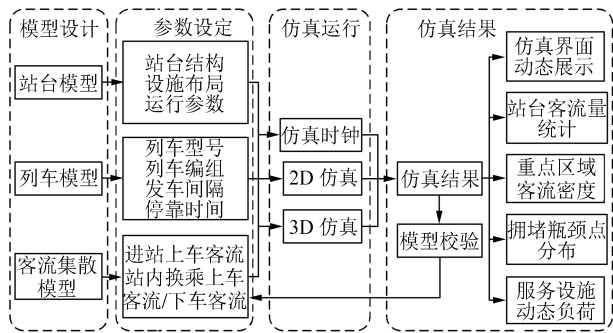 模型设计
站台模型
列车模型
客流集散
模型
参数设定
站台结构
设施布局
运行参数
列车型号
列车编组
发车间隔
停靠时间
进站上车客流
站内换乘上车
客流/下车客流
仿真运行
仿真时钟
2D 仿真
3D 仿真
仿真结果
仿真结果
模型校验
仿真界面
动态展示
站台客流量
统计
重点区域
客流密度
拥堵瓶颈点
分布
服务设施
动态负荷